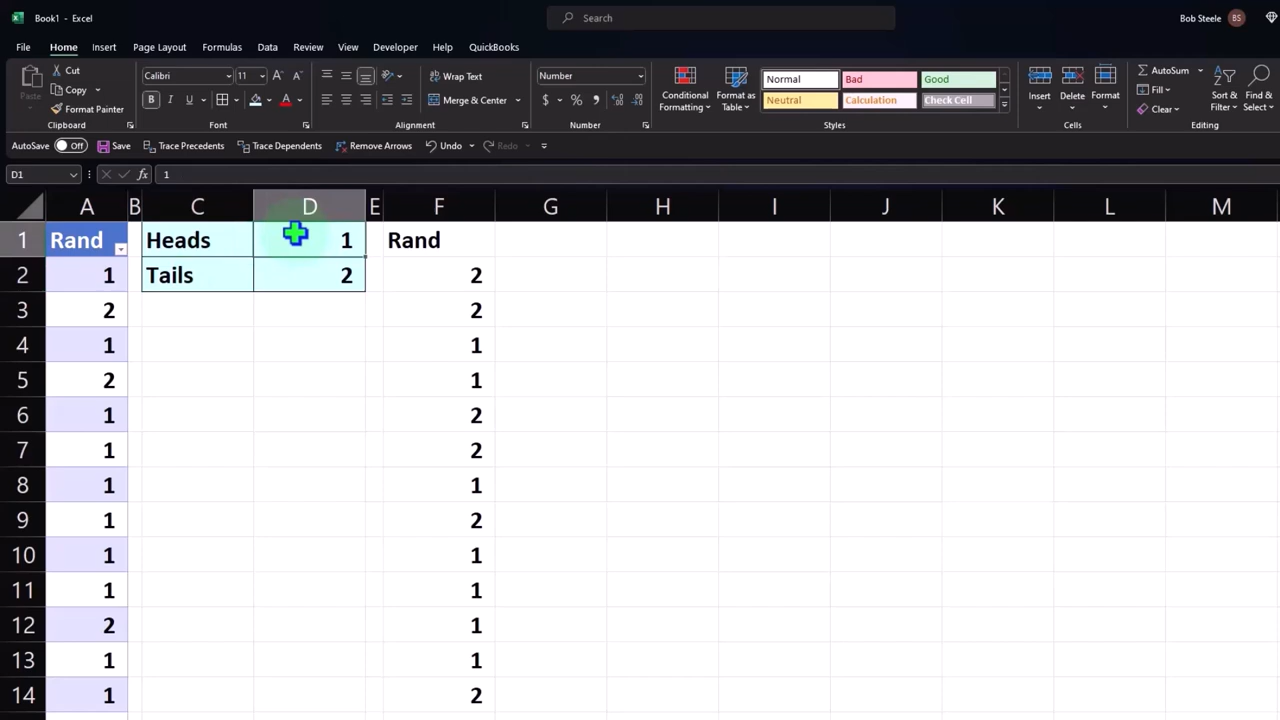 Book1 - Excel
Search
Bob Steele BS
File Home Insert Page Layout Formulas Data Review View Developer Help QuickBooks
Paste
Cut
Copy
Format Painter
Clipboard
Calibri 11
B I U
Font
Wrap Text
Merge & Center
Alignment
Number
$ % 9
Number
Conditional Formatting
Format as Table
Normal Bad Good
Neutral Calculation Check Cell
Styles
Insert Delete Format
Cells
AutoSum
Fill
Clear
Sort & Filter
Find & Select
Editing
AutoSave Off Save Trace Precedents Trace Dependents Remove Arrows Undo Redo
D1 fx 1
A B C D E F G H I J K L M
1 Rand Heads 1 Rand
2 1 Tails 2 2
3 2 2
4 1 1
5 2 1
6 1 2
7 1 2
8 1 1
9 1 2
10 1 1
11 1 1
12 2 1
13 1 1
14 1 2